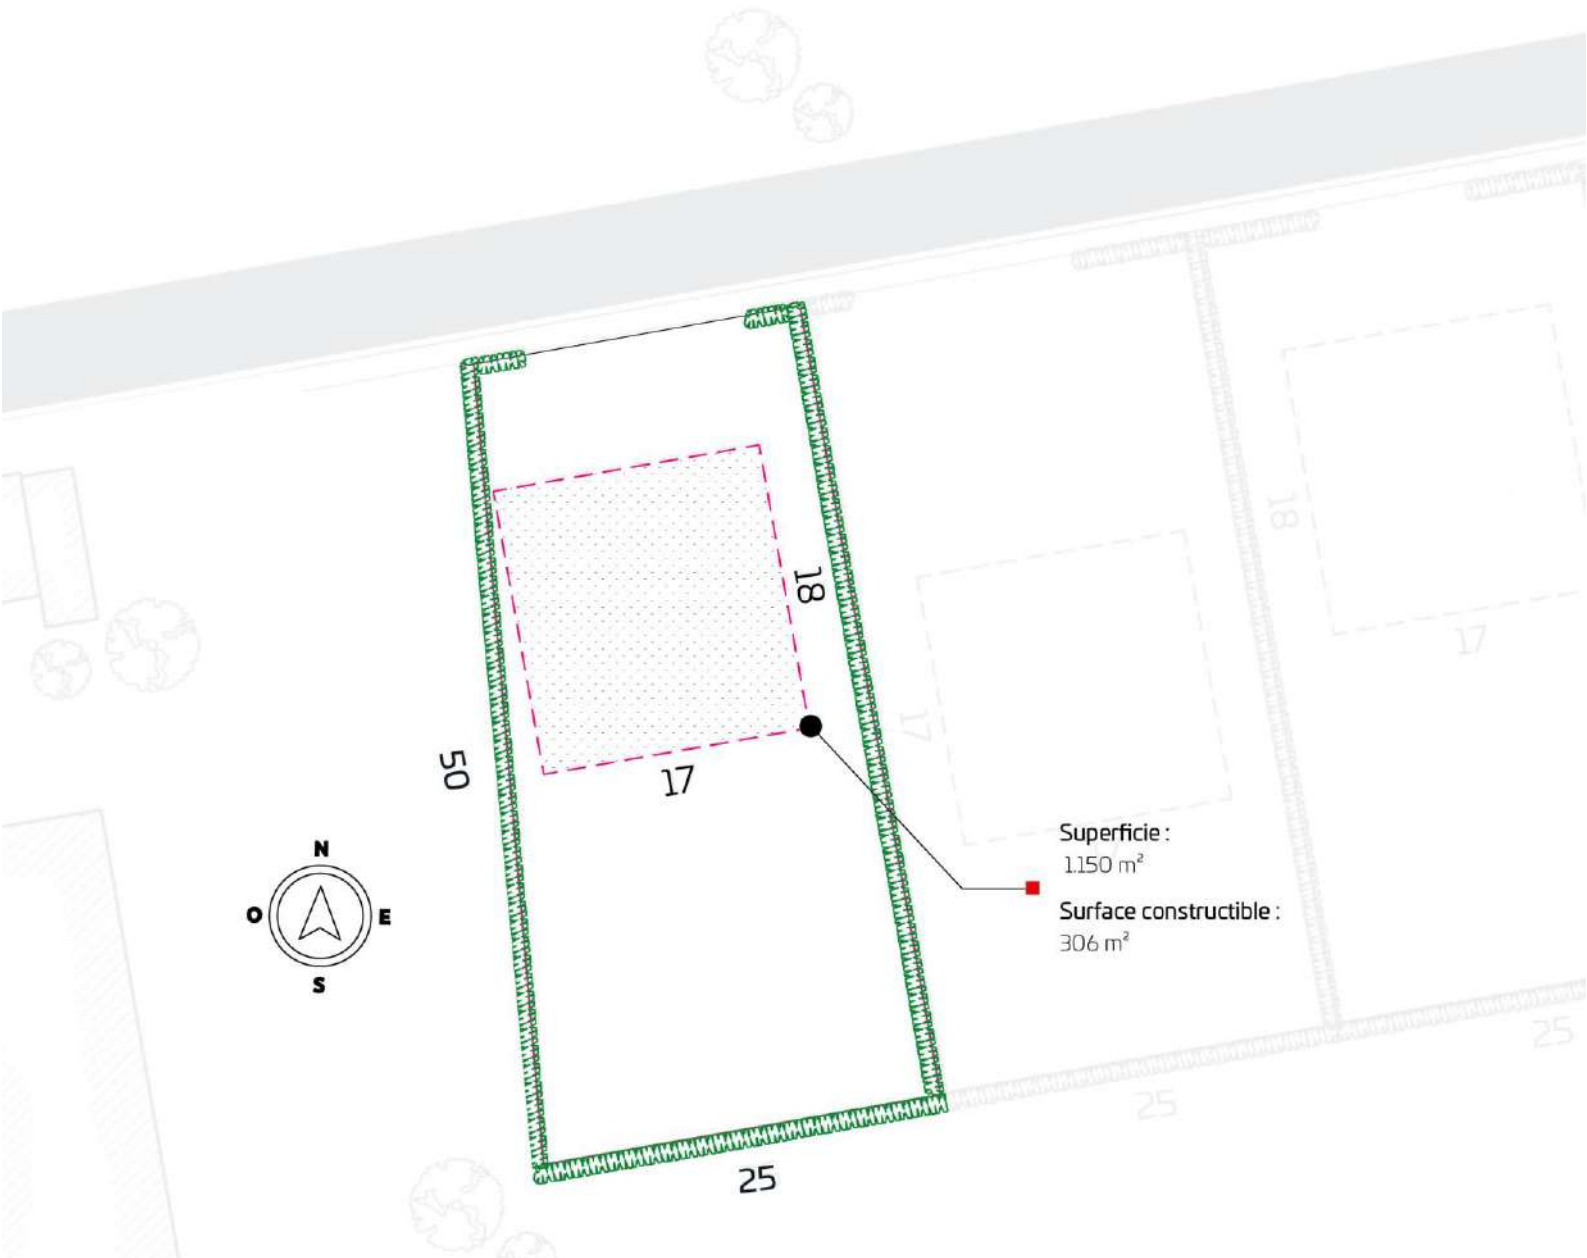 18
18
17
17
50
17
N
O
E
S
Superficie :
1.150 m²
Surface constructible :
306 m²
25
25
25